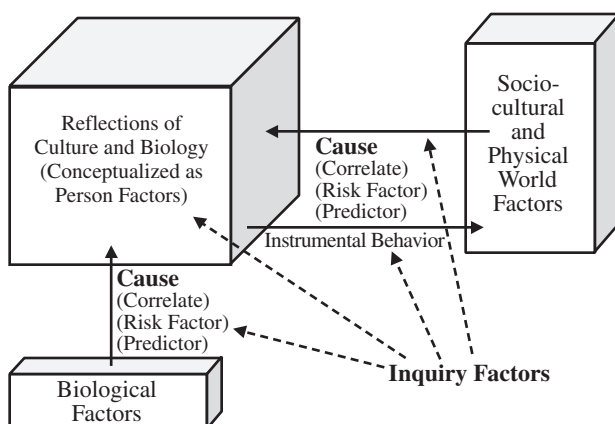 Reflections of
Culture and Biology
(Conceptualized as
Person Factors)
Socio-
cultural
and
Physical
World
Factors
Cause
(Correlate)
(Risk Factor)
(Predictor)
Instrumental Behavior
Cause
(Correlate)
(Risk Factor)
(Predictor)
Inquiry Factors
Biological
Factors